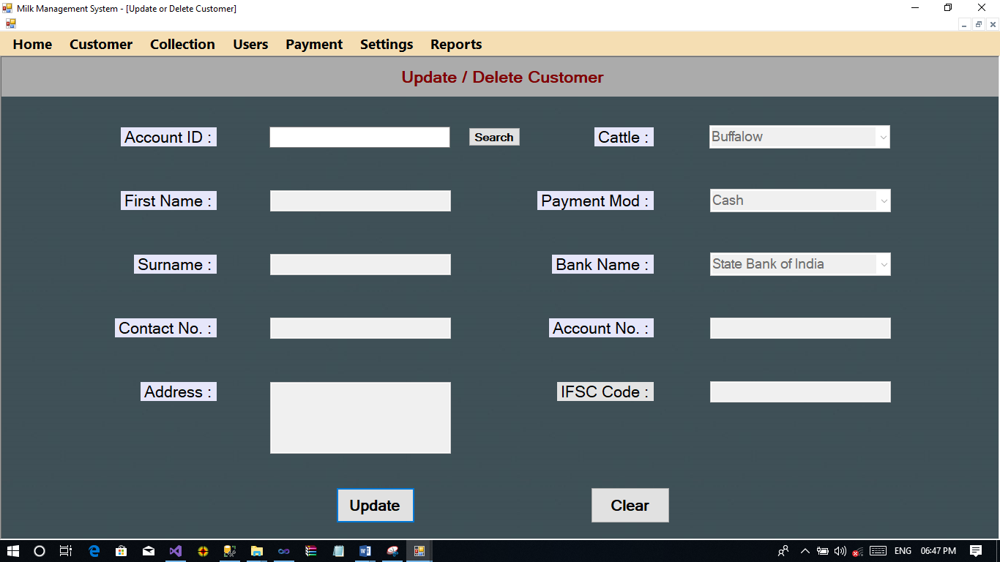 Milk Management System - [Update or Delete Customer]
Home Customer Collection Users Payment Settings Reports
Update / Delete Customer
Account ID : Search Cattle : Buffalow
First Name : Payment Mod : Cash
Surname : Bank Name : State Bank of India
Contact No. : Account No. :
Address : IFSC Code :
Update Clear
ENG 06:47 PM